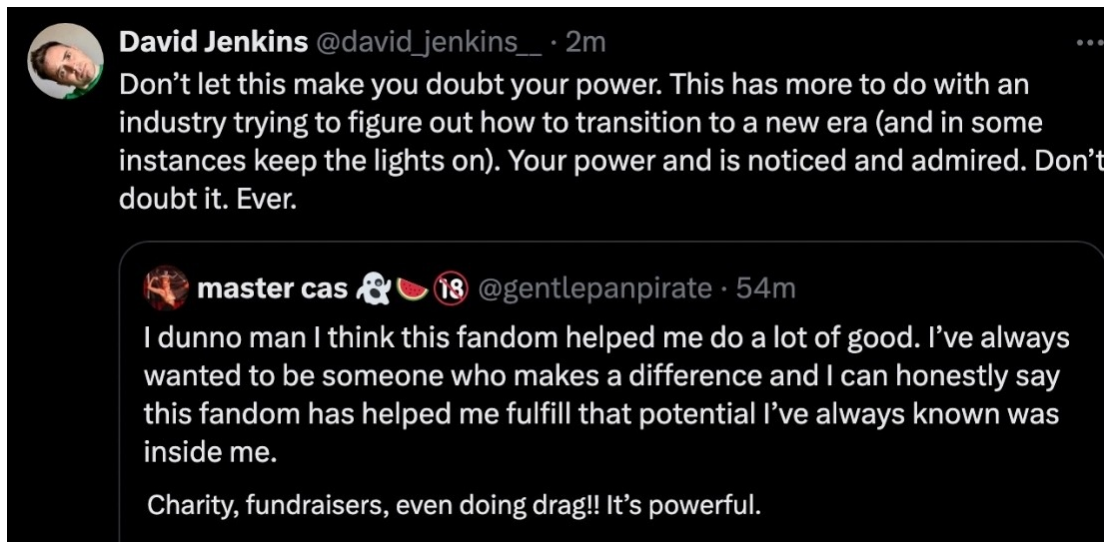 David Jenkins @david_jenkins__ · 2m
Don’t let this make you doubt your power. This has more to do with an
industry trying to figure out how to transition to a new era (and in some
instances keep the lights on). Your power and is noticed and admired. Don’t
doubt it. Ever.
master cas 👻🍉🔞 @gentlepanpirate · 54m
I dunno man I think this fandom helped me do a lot of good. I’ve always
wanted to be someone who makes a difference and I can honestly say
this fandom has helped me fulfill that potential I’ve always known was
inside me.
Charity, fundraisers, even doing drag!! It’s powerful.